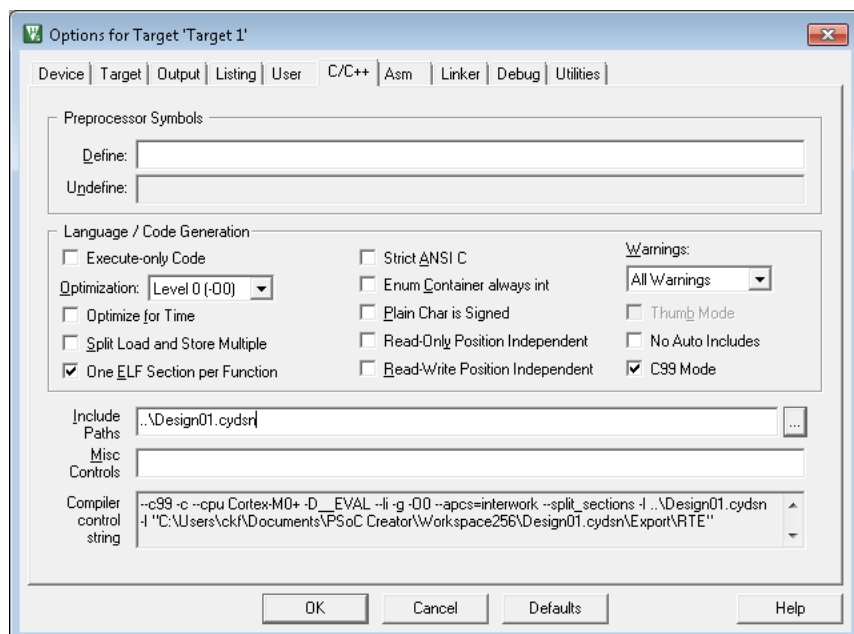 Options for Target 'Target 1'
Device Target Output Listing User C/C++ Asm Linker Debug Utilities
Preprocessor Symbols
Define:
Undefine:
Language / Code Generation
Execute-only Code
Optimization: Level 0 (-O0)
Optimize for Time
Split Load and Store Multiple
One ELF Section per Function
Strict ANSI C
Enum Container always int
Plain Char is Signed
Read-Only Position Independent
Read-Write Position Independent
Warnings:
All Warnings
Thumb Mode
No Auto Includes
C99 Mode
Include
Paths
..\Design01.cydsn
...
Misc
Controls
Compiler
control
string
--c99 -c --cpu Cortex-M0+ -D__EVAL --li -g -O0 --apcs=interwork --split_sections -I ..\Design01.cydsn
-I "C:\Users\ckf\Documents\PSoC Creator\Workspace256\Design01.cydsn\Export\RTE"
OK Cancel Defaults Help